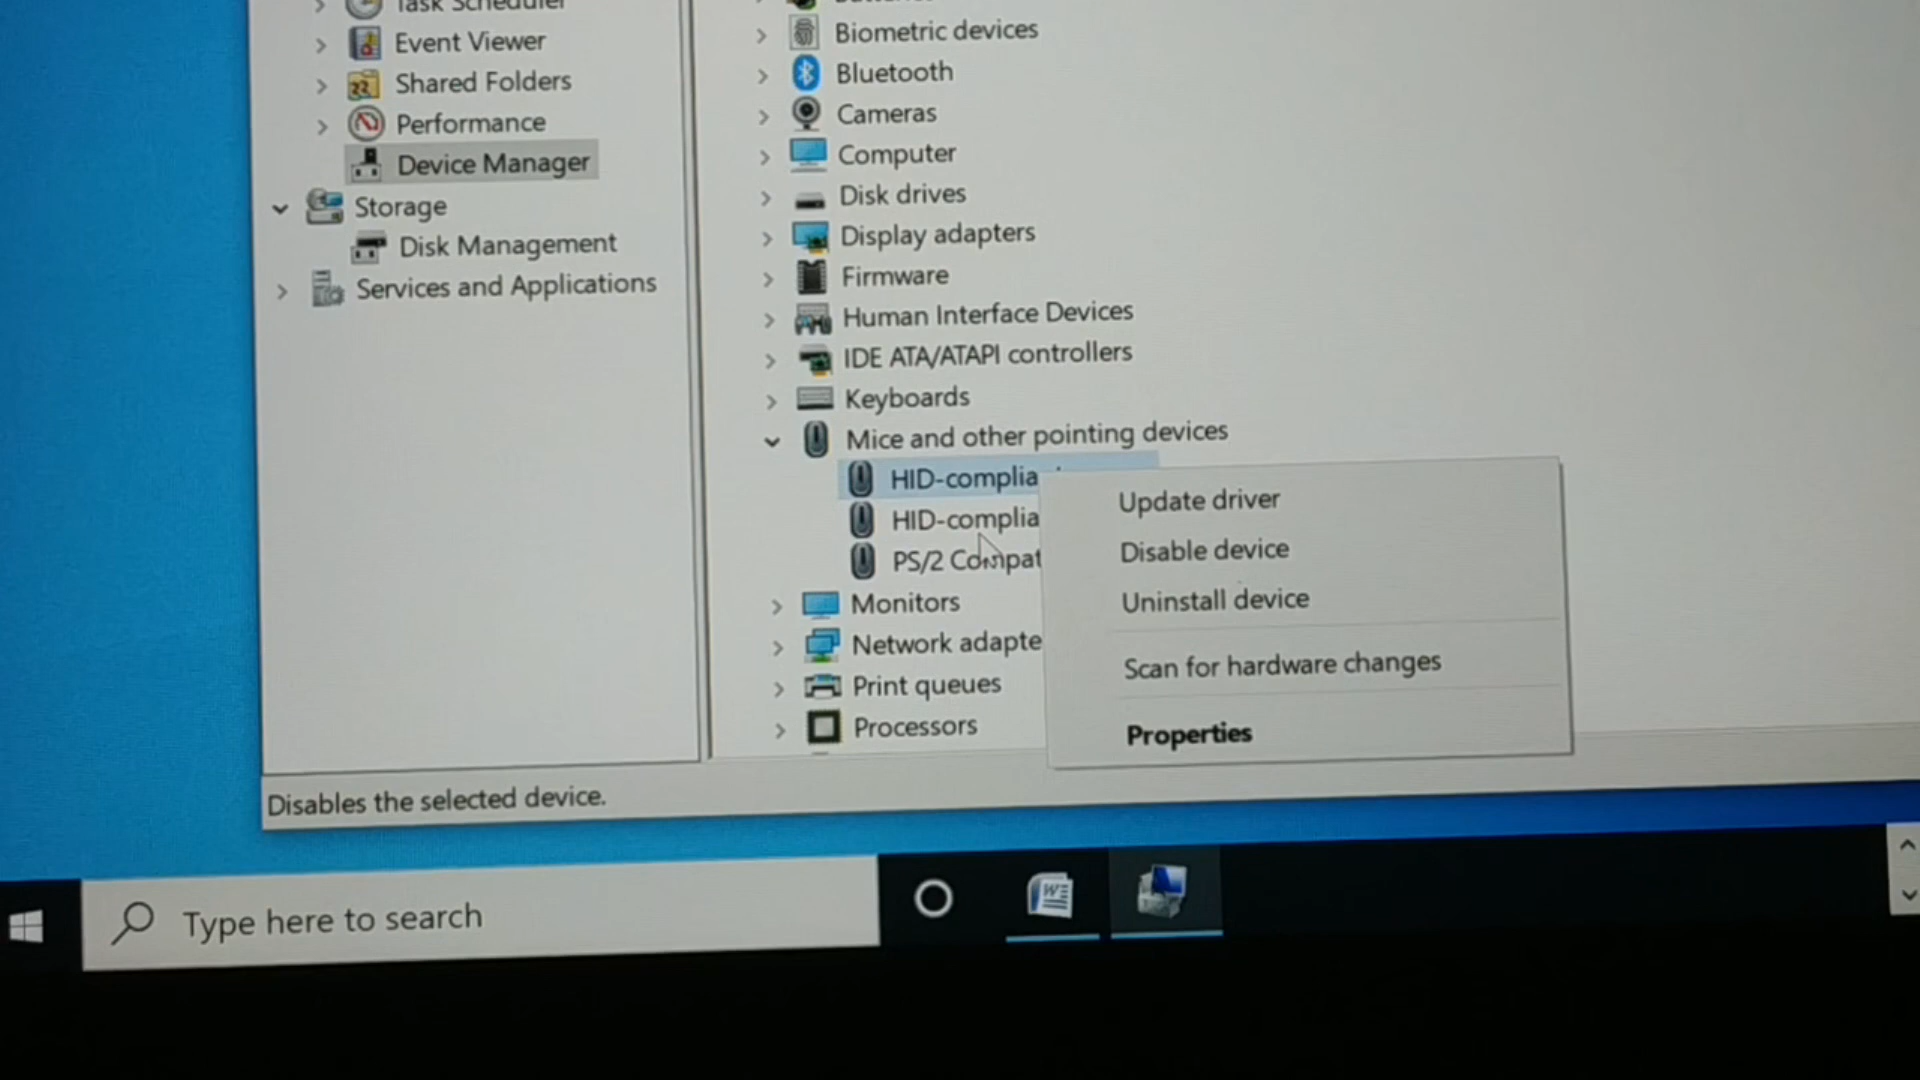 Task Scheduler
Event Viewer
Shared Folders
Performance
Device Manager
Storage
Disk Management
Services and Applications
Biometric devices
Bluetooth
Cameras
Computer
Disk drives
Display adapters
Firmware
Human Interface Devices
IDE ATA/ATAPI controllers
Keyboards
Mice and other pointing devices
HID-complia
HID-complia
PS/2 Compat
Monitors
Network adapte
Print queues
Processors
Update driver
Disable device
Uninstall device
Scan for hardware changes
Properties
Disables the selected device.
Type here to search
W